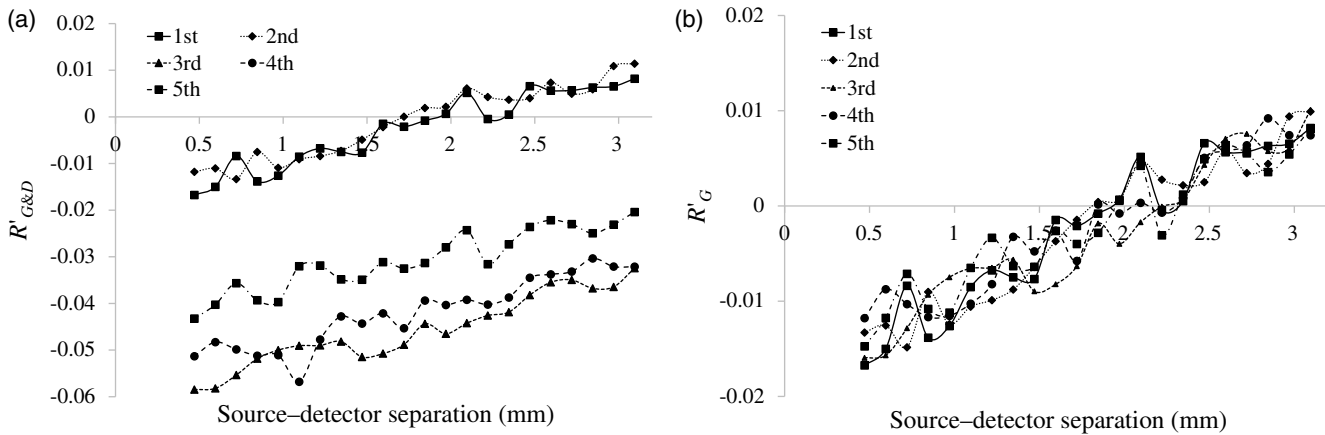 (a)
0.02
0.01
0
-0.01
-0.02
-0.03
-0.04
-0.05
-0.06
R'G&D
1st 2nd
3rd 4th
5th
0 0.5 1 1.5 2 2.5 3
Source–detector separation (mm)
(b)
0.02
0.01
0
-0.01
-0.02
R'G
1st
2nd
3rd
4th
5th
0 0.5 1 1.5 2 2.5 3
Source–detector separation (mm)